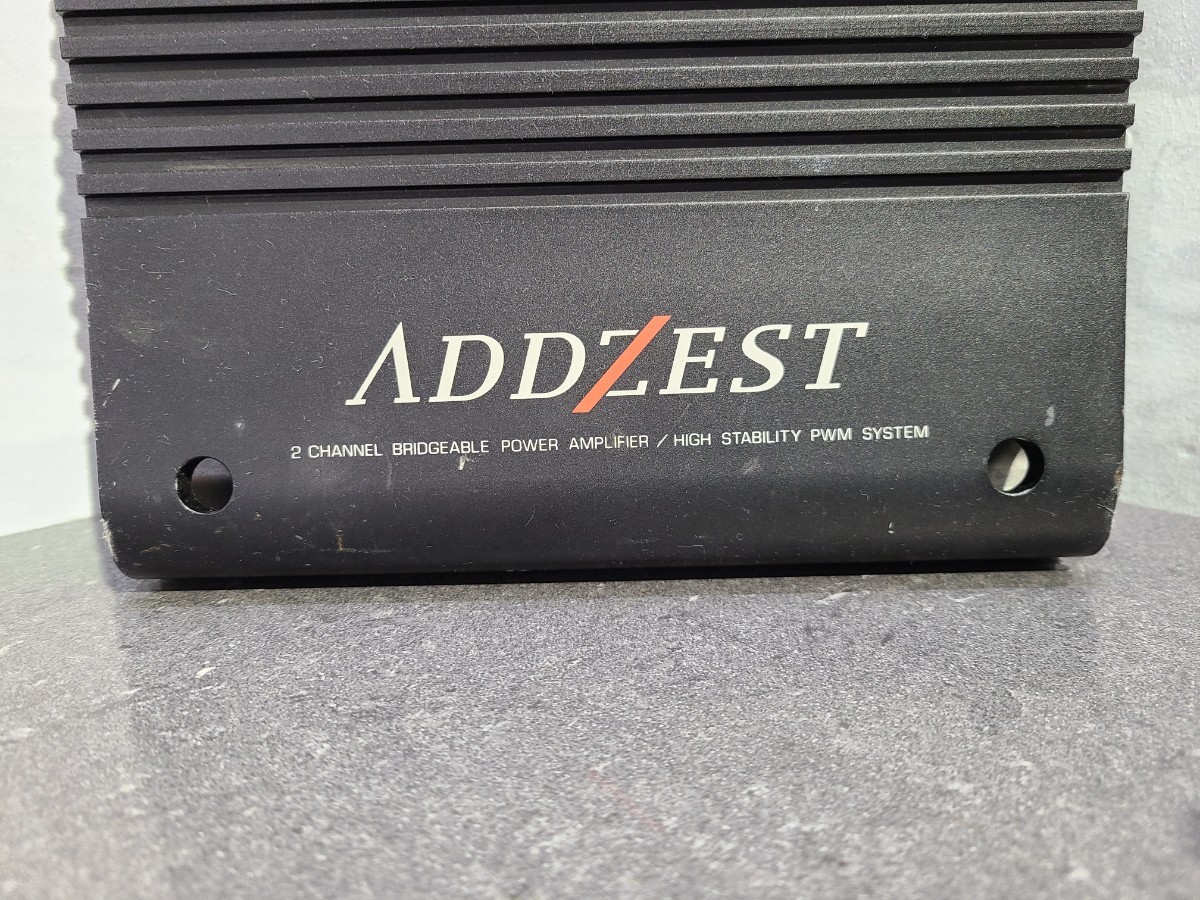 ADDZEST
2 CHANNEL BRIDGEABLE POWER AMPLIFIER / HIGH STABILITY PWM SYSTEM